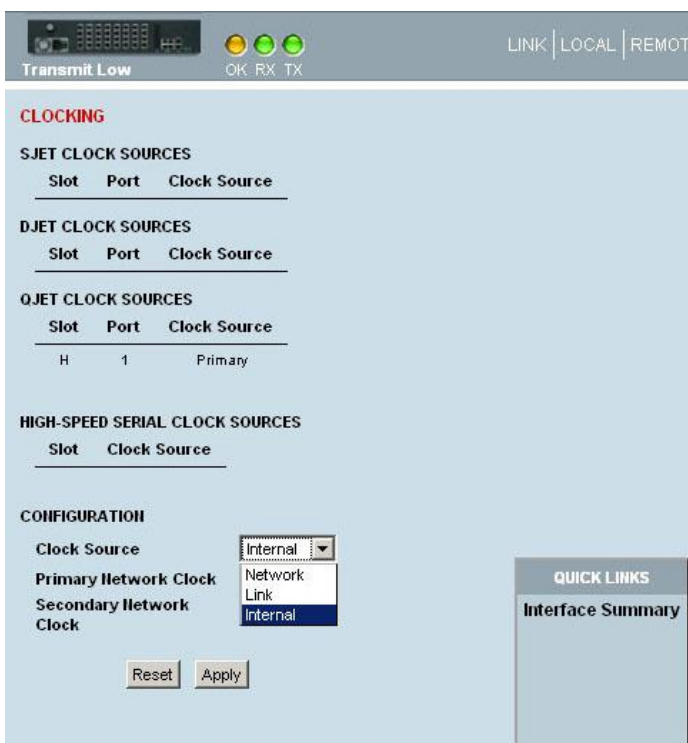 LINK LOCAL REMOT
Transmit Low OK RX TX
CLOCKING
SJET CLOCK SOURCES
Slot Port Clock Source
DJET CLOCK SOURCES
Slot Port Clock Source
QJET CLOCK SOURCES
Slot Port Clock Source
H 1 Primary
HIGH-SPEED SERIAL CLOCK SOURCES
Slot Clock Source
CONFIGURATION
Clock Source Internal
Primary Network Clock
Network
Link
Internal
Secondary Network
Clock
Reset Apply
QUICK LINKS
Interface Summary